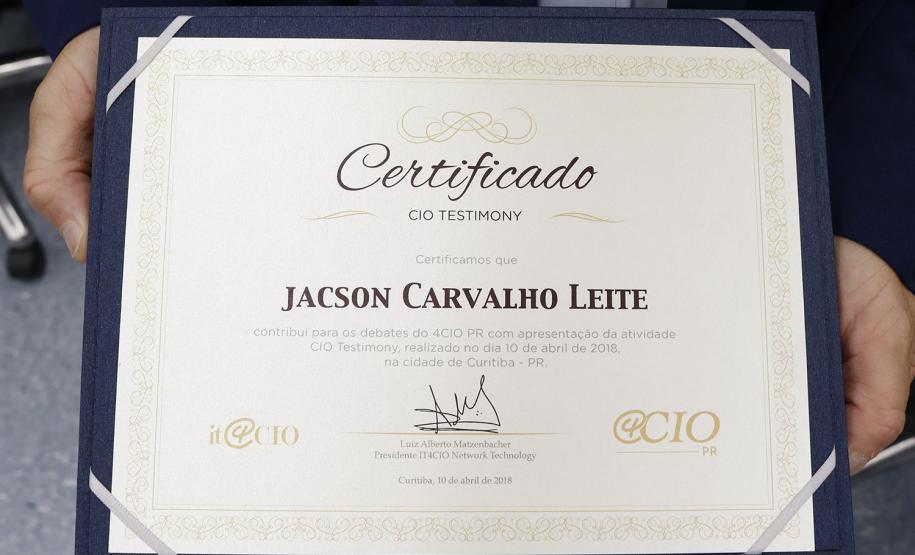 Certificado
CIO TESTIMONY
Certificamos que
JACSON CARVALHO LEITE
contribui para os debates do 4CIO PR com apresentação da atividade
CIO Testimony, realizado no dia 10 de abril de 2018,
na cidade de Curitiba - PR.
it4CIO
4CIO
PR
Luiz Alberto Matzenbacher
Presidente IT4CIO Network Technology
Curitiba, 10 de abril de 2018